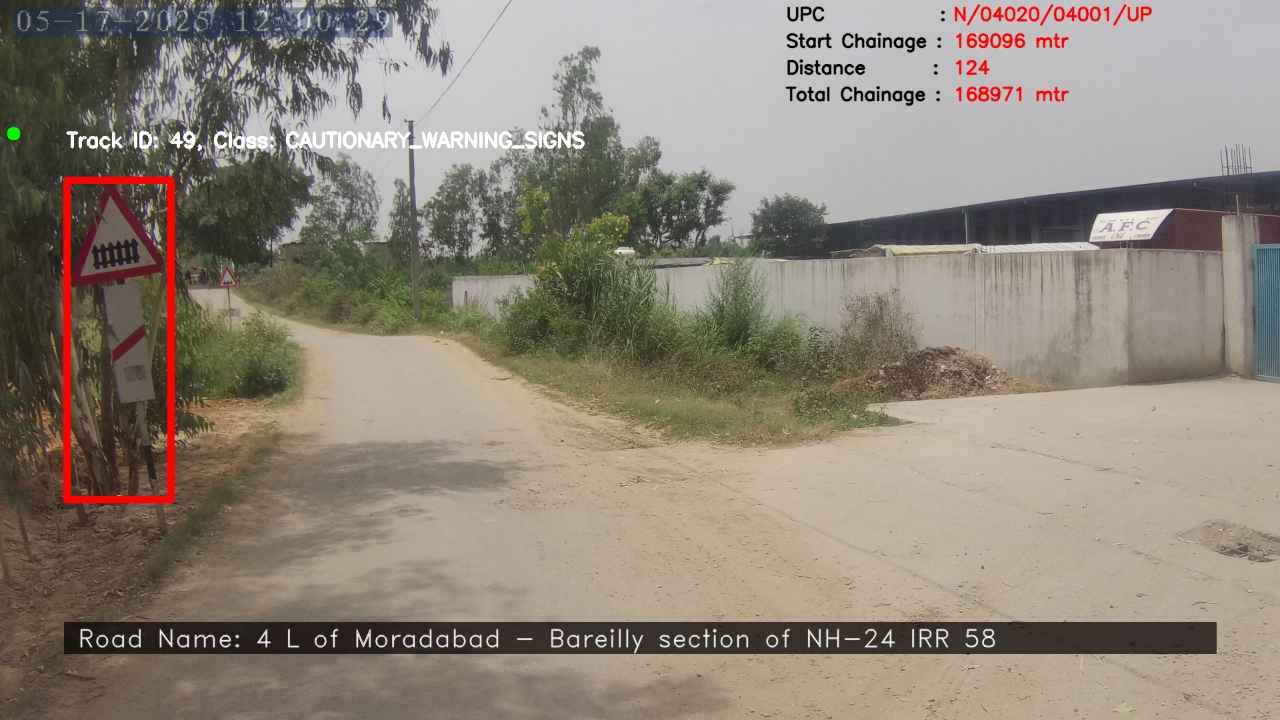 05-17-2025 12:00:29
UPC : N/04020/04001/UP
Start Chainage : 169096 mtr
Distance : 124
Total Chainage : 168971 mtr
Track ID: 49, Class: CAUTIONARY_WARNING_SIGNS
A.F.C
Road Name: 4 L of Moradabad - Bareilly section of NH-24 IRR 58